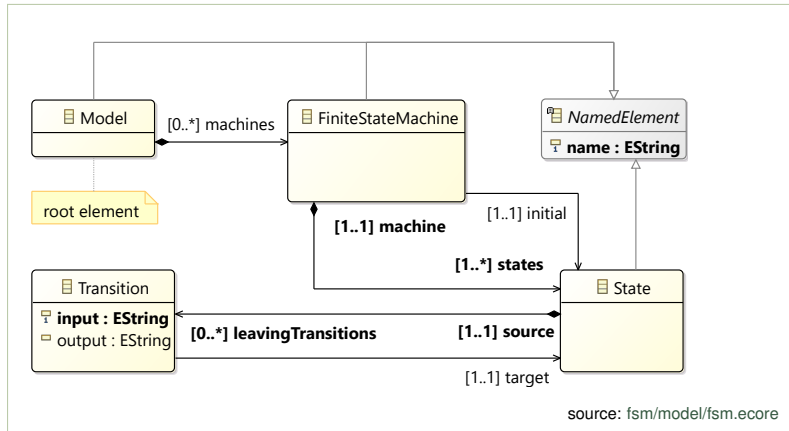 Model
[0..*] machines
FiniteStateMachine
NamedElement
name : EString
root element
[1..1] machine
[1..1] initial
[1..*] states
Transition
input : EString
output : EString
[0..*] leavingTransitions
[1..1] source
State
[1..1] target
source: fsm/model/fsm.ecore